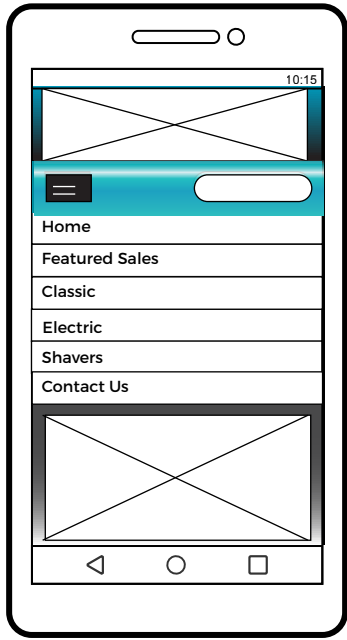 10:15
Home
Featured Sales
Classic
Electric
Shavers
Contact Us